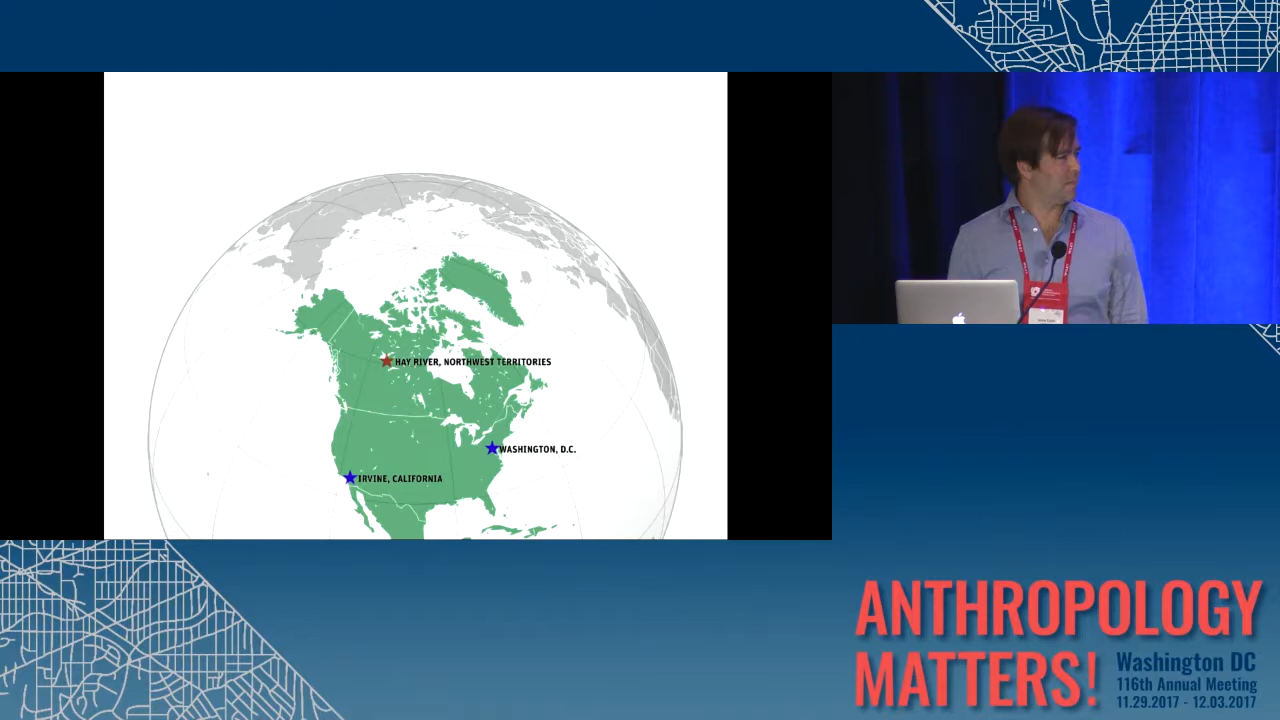 HAY RIVER, NORTHWEST TERRITORIES
WASHINGTON, D.C.
IRVINE, CALIFORNIA
ANTHROPOLOGY
MATTERS!
Washington DC
116th Annual Meeting
11.29.2017 - 12.03.2017